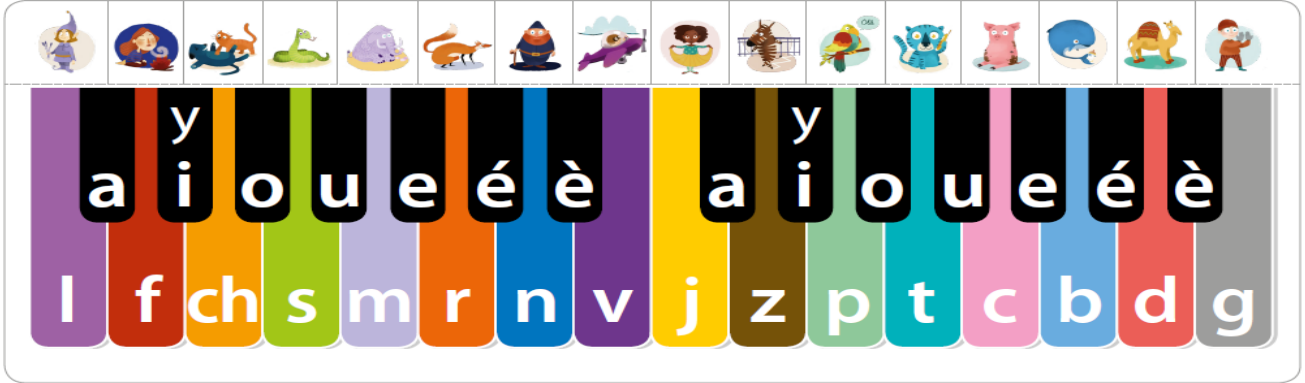 y y
a i o u e é è a i o u e é è
l f ch s m r n v j z p t c b d g